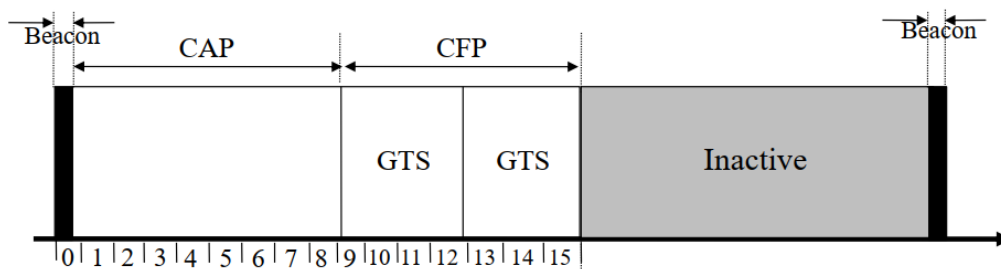 Beacon Beacon
CAP CFP
GTS GTS Inactive
0 1 2 3 4 5 6 7 8 9 10 11 12 13 14 15